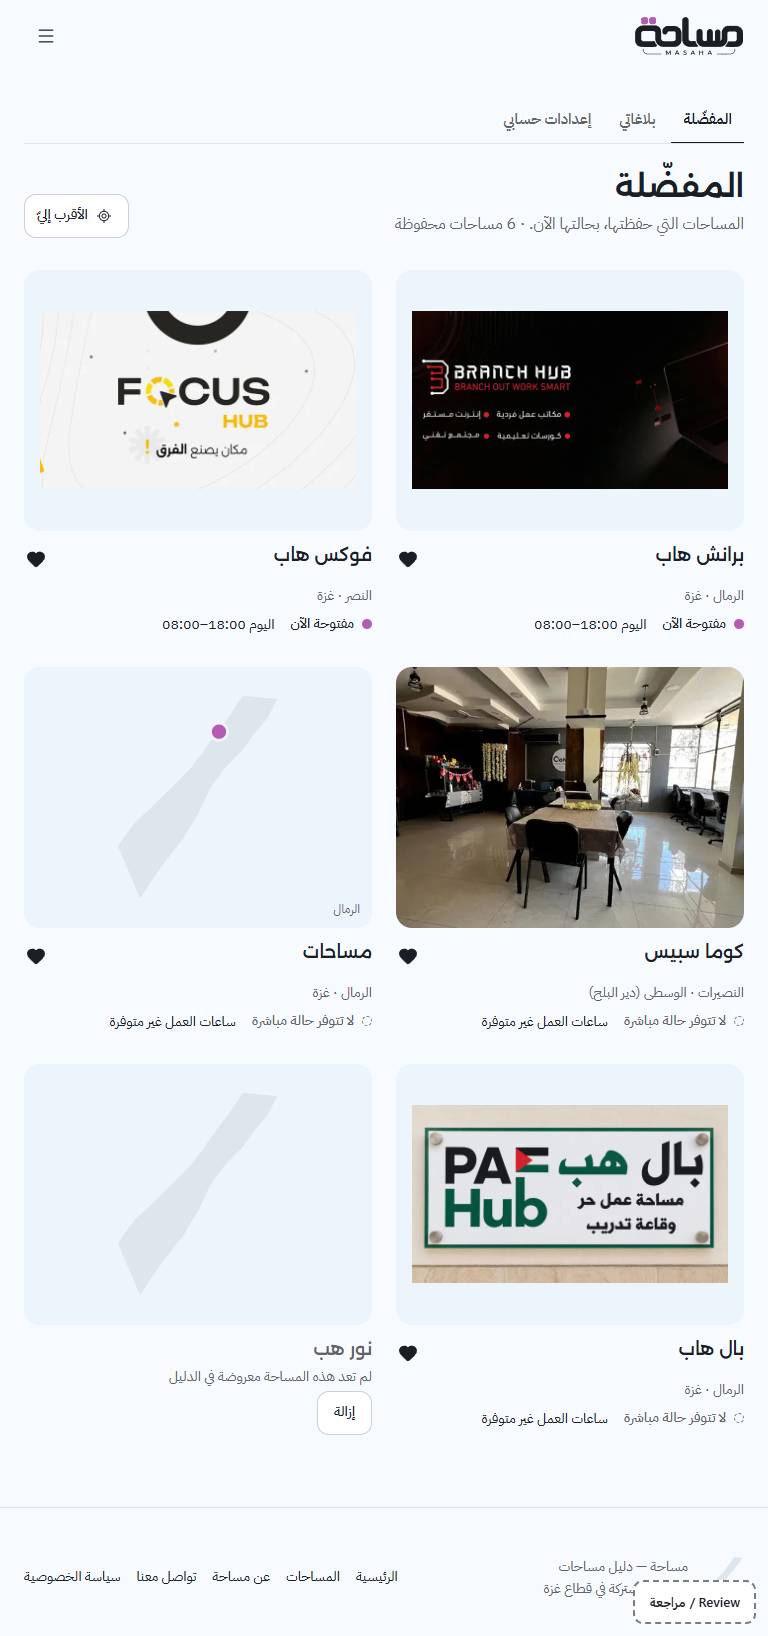 مساحة
MASAHA
المفضّلة
بلاغاتي
إعدادات حسابي
المفضّلة
المساحات التي حفظتها، بحالتها الآن. · 6 مساحات محفوظة
الأقرب إليّ
BRANCH HUB
BRANCH OUT WORK SMART
مكاتب عمل فردية
إنترنت مستقر
كورسات تعليمية
مجتمع تقني
برانش هاب
الرمال · غزة
مفتوحة الآن
اليوم 08:00–18:00
FOCUS
HUB
مكان يصنع الفرق !
فوكس هاب
النصر · غزة
مفتوحة الآن
اليوم 08:00–18:00
كوما سبيس
النصيرات · الوسطى (دير البلح)
لا تتوفر حالة مباشرة
ساعات العمل غير متوفرة
الرمال
مساحات
الرمال · غزة
لا تتوفر حالة مباشرة
ساعات العمل غير متوفرة
PAL
Hub
بال هب
مساحة عمل حر
وقاعة تدريب
بال هاب
الرمال · غزة
لا تتوفر حالة مباشرة
ساعات العمل غير متوفرة
نور هب
لم تعد هذه المساحة معروضة في الدليل
إزالة
مساحة — دليل مساحات
في قطاع غزة
الرئيسية
المساحات
عن مساحة
تواصل معنا
سياسة الخصوصية
مراجعة / Review